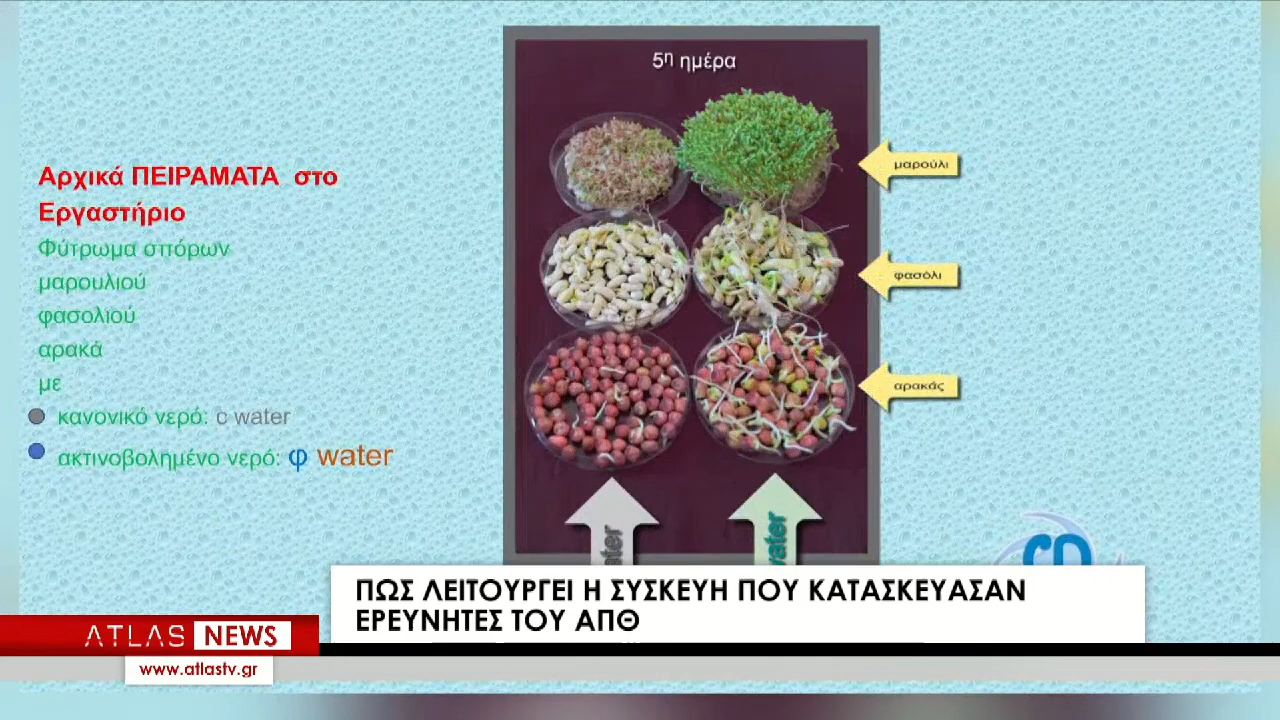 5η ημέρα
Αρχικά ΠΕΙΡΑΜΑΤΑ στο
Εργαστήριο
Φύτρωμα σπόρων
μαρουλιού
φασολιού
αρακά
με
κανονικό νερό: c water
ακτινοβολημένο νερό: φ water
μαρούλι
φασόλι
αρακάς
water
ΠΩΣ ΛΕΙΤΟΥΡΓΕΙ Η ΣΥΣΚΕΥΗ ΠΟΥ ΚΑΤΑΣΚΕΥΑΣΑΝ
ΕΡΕΥΝΗΤΕΣ ΤΟΥ ΑΠΘ
ATLAS NEWS
www.atlastv.gr